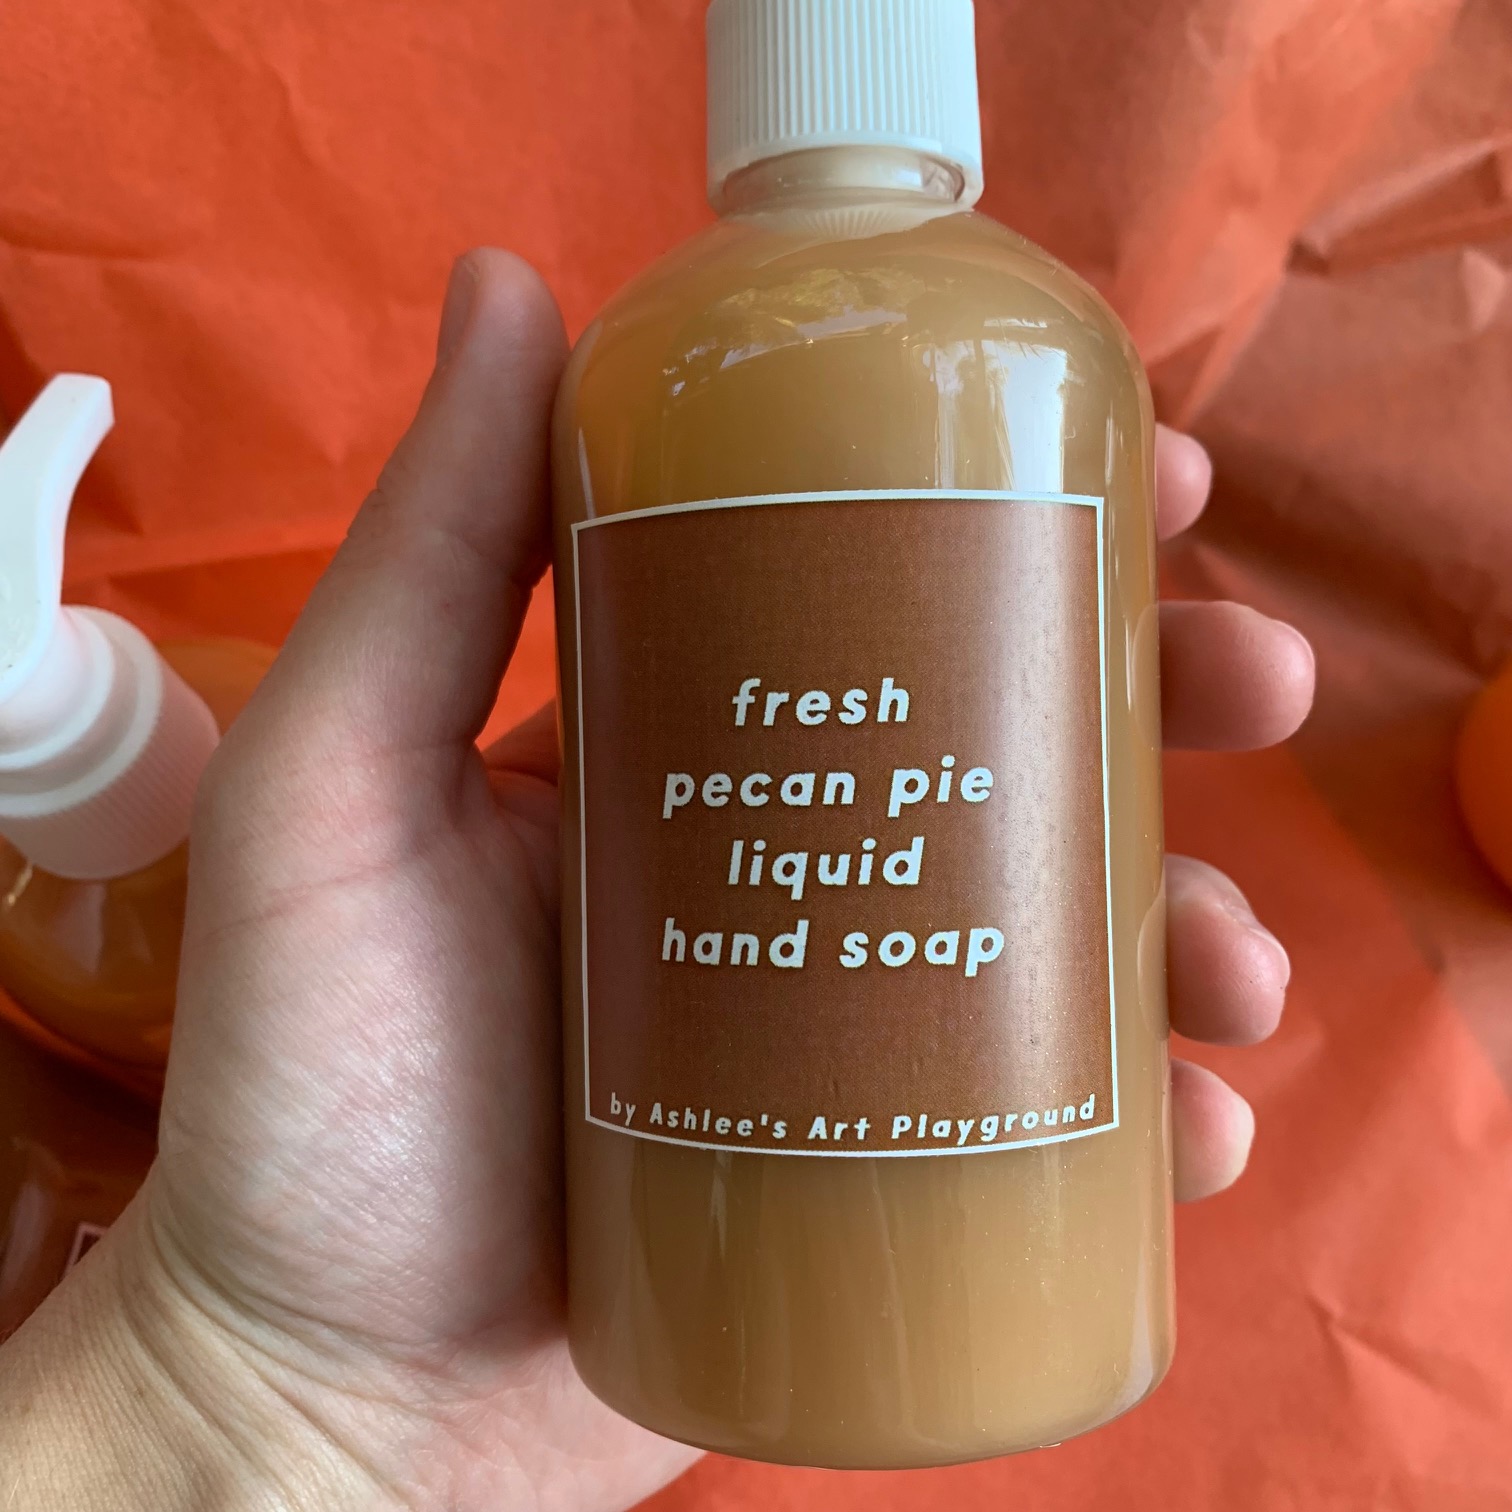 fresh
pecan pie
liquid
hand soap
by Ashlee's Art Playground